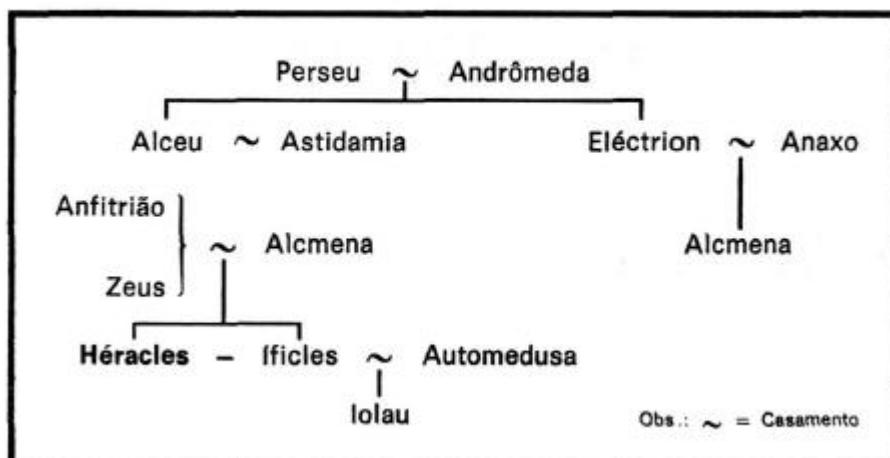 Perseu ~ Andrômeda
Alceu ~ Astidamia Eléctrion ~ Anaxo
Anfitrião
~ Alcmena Alcmena
Zeus
Héracles – Íficles ~ Automedusa
Iolau
Obs.: ~ = Casamento